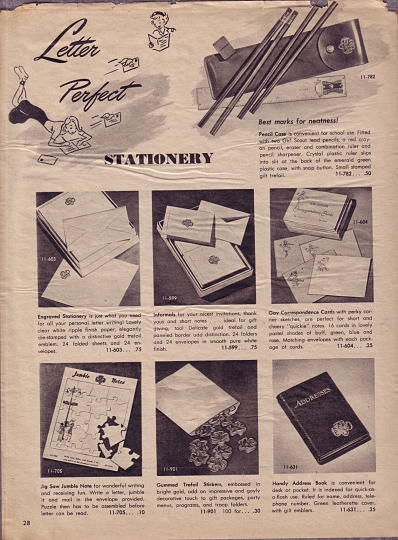 Letter
Perfect
STATIONERY
11-782
Best marks for neatness!
Pencil Case is convenient for school use. Fitted
with two Girl Scout lead pencils, a red cray-
on pencil, eraser and combination ruler and
pencil sharpener. Crystal plastic ruler slips
into slit at the back of the emerald green
plastic case, with snap button. Small stamped
gilt trefoil. 11-782 ... .50
11-603
11-599
11-604
Engraved Stationery is just what you need
for all your personal letter writing! Lovely
clear white ripple finish paper, elegantly
die-stamped with a distinctive gold trefoil
emblem. 24 folded sheets and 24 en-
velopes. 11-603 ... .75
Informals for your nicest invitations, thank
yous and short notes ... ideal for gift
giving, too! Delicate gold trefoil and
panelled border add distinction. 24 folders
and 24 envelopes in smooth pure white
finish. 11-599 ... .75
Day Correspondence Cards with perky cor-
ner sketches, are perfect for short and
cheery "quickie" notes. 16 cards in lovely
pastel shades of buff, green, blue and
rose. Matching envelopes with each pack-
age of cards. 11-604 ... .35
Jumble Notes
11-705
11-901
ADDRESSES
11-631
Jig Saw Jumble Note for wonderful writing
and receiving fun. Write a letter, jumble
it and mail in the envelope provided.
Puzzle then has to be assembled before
letter can be read. 11-705 ... .10
Gummed Trefoil Stickers, embossed in
bright gold, add an impressive and gayly
decorative touch to gift packages, party
menus, programs, and troop folders.
11-901 100 for ... .30
Handy Address Book is convenient for
desk or pocket. It is indexed for quick-as-
a-flash use. Ruled for name, address, tele-
phone number. Green leatherette cover,
with gilt emblem. 11-631 ... .35
28